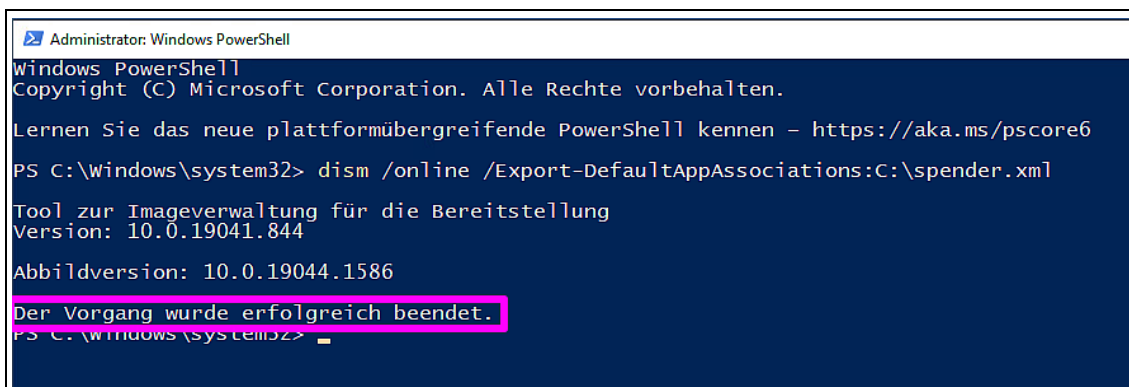 Administrator: Windows PowerShell
Windows PowerShell
Copyright (C) Microsoft Corporation. Alle Rechte vorbehalten.
Lernen Sie das neue plattformübergreifende PowerShell kennen – https://aka.ms/pscore6
PS C:\Windows\system32> dism /online /Export-DefaultAppAssociations:C:\spender.xml
Tool zur Imageverwaltung für die Bereitstellung
Version: 10.0.19041.844
Abbildversion: 10.0.19044.1586
Der Vorgang wurde erfolgreich beendet.
PS C:\Windows\system32>